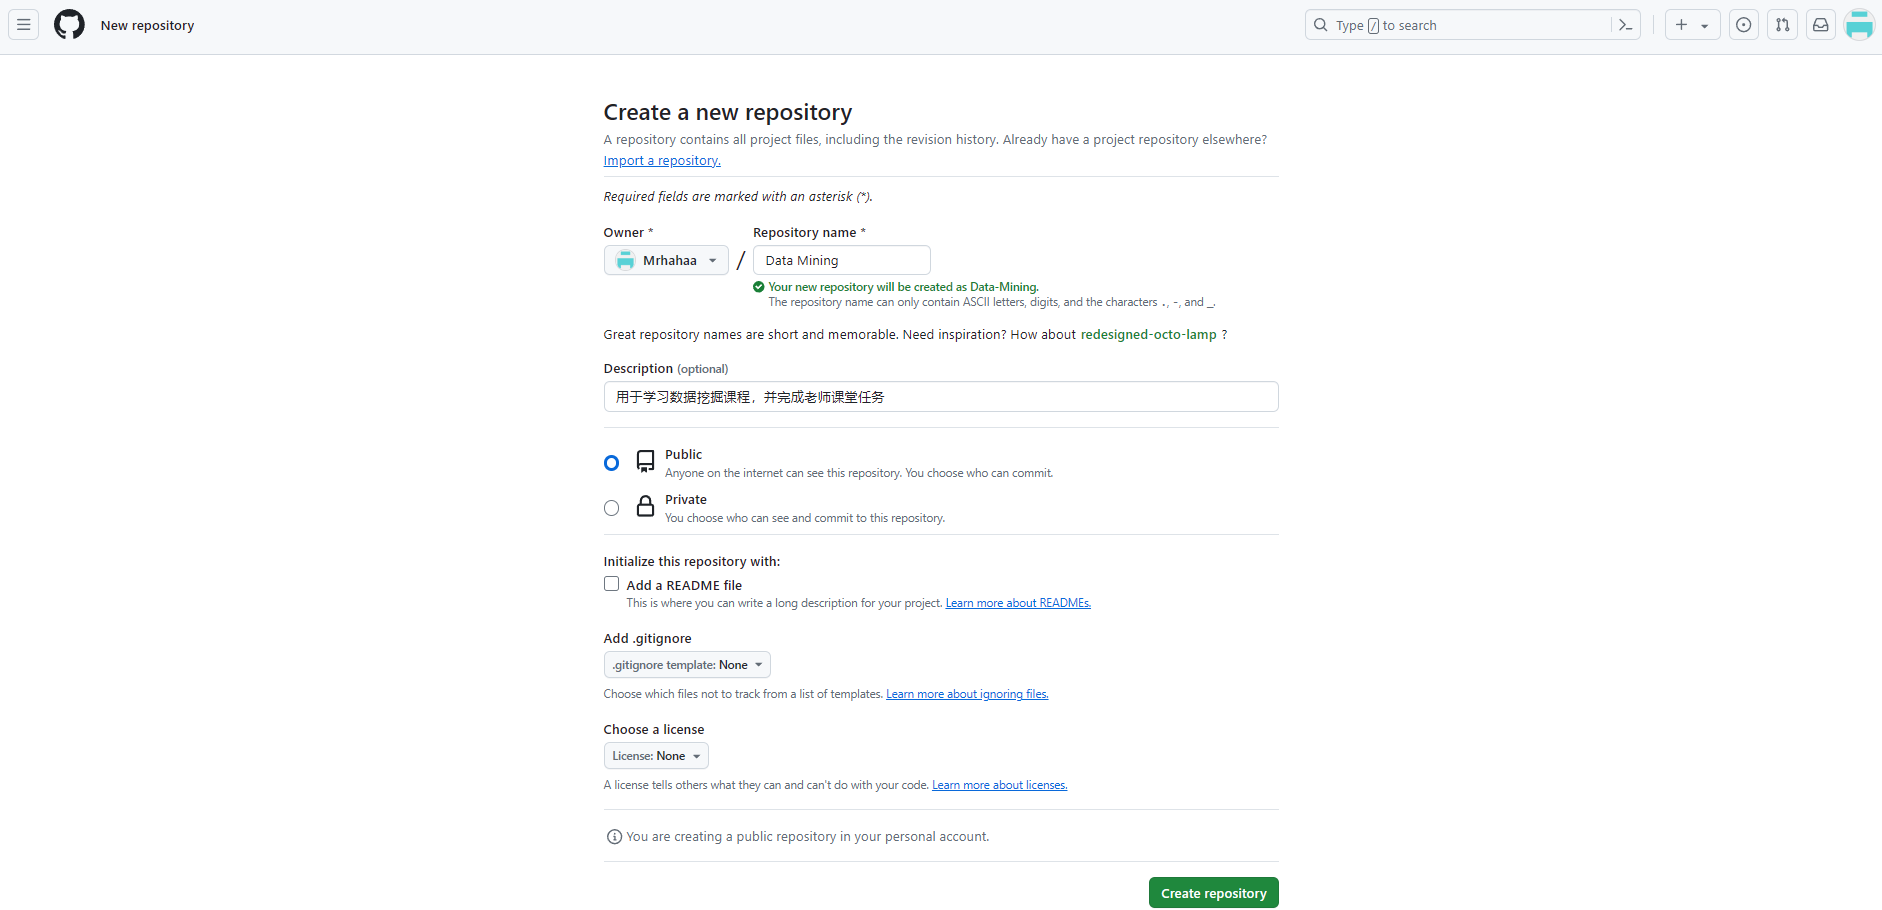 New repository
Type / to search
Create a new repository
A repository contains all project files, including the revision history. Already have a project repository elsewhere?
Import a repository.
Required fields are marked with an asterisk (*).
Owner * Repository name *
Mrhahaa / Data Mining
Your new repository will be created as Data-Mining.
The repository name can only contain ASCII letters, digits, and the characters ., -, and _.
Great repository names are short and memorable. Need inspiration? How about redesigned-octo-lamp ?
Description (optional)
用于学习数据挖掘课程，并完成老师课堂任务
Public
Anyone on the internet can see this repository. You choose who can commit.
Private
You choose who can see and commit to this repository.
Initialize this repository with:
Add a README file
This is where you can write a long description for your project. Learn more about READMEs.
Add .gitignore
.gitignore template: None
Choose which files not to track from a list of templates. Learn more about ignoring files.
Choose a license
License: None
A license tells others what they can and can't do with your code. Learn more about licenses.
You are creating a public repository in your personal account.
Create repository